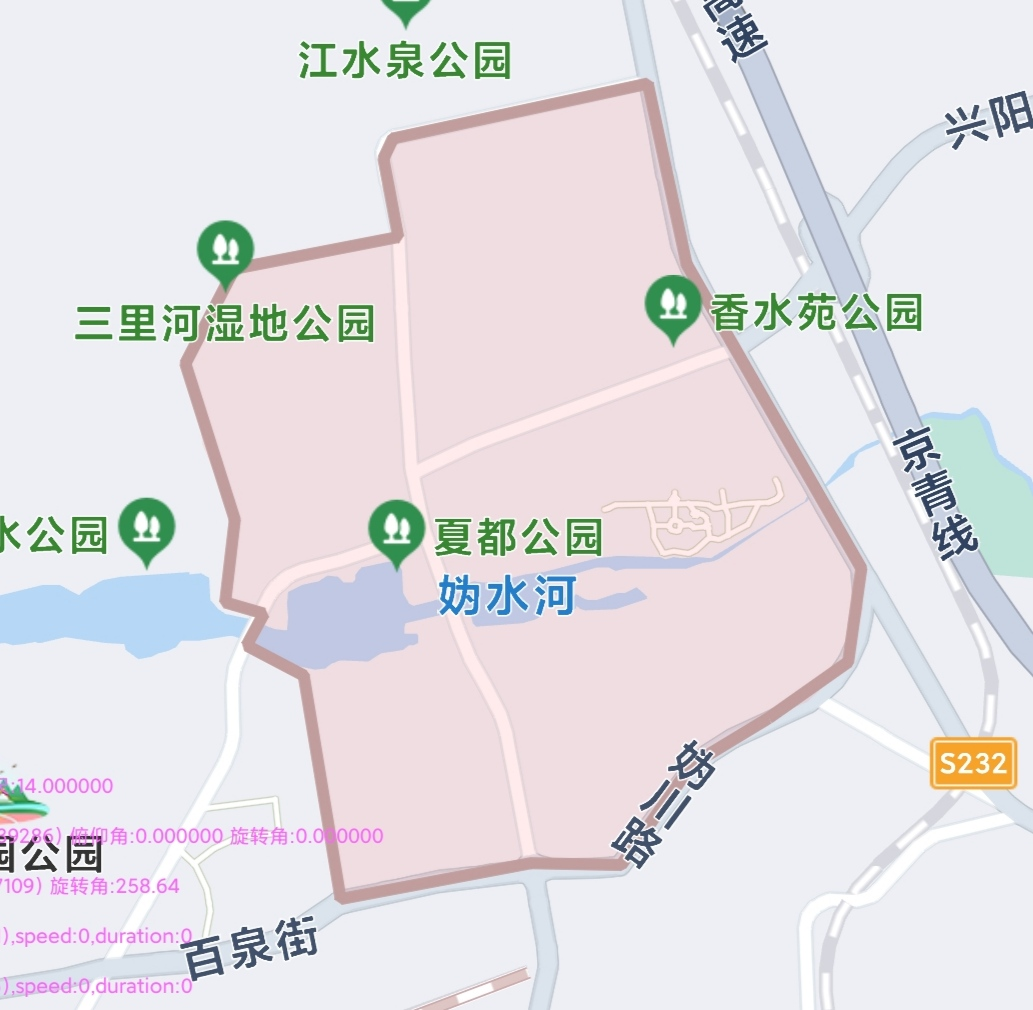 高速
江水泉公园
兴阳
三里河湿地公园
香水苑公园
京青线
水公园
夏都公园
妫水河
妫川路
S232
:14.000000
39286) 俯仰角:0.000000 旋转角:0.000000
园公园
7109) 旋转角:258.64
),speed:0,duration:0
百泉街
),speed:0,duration:0